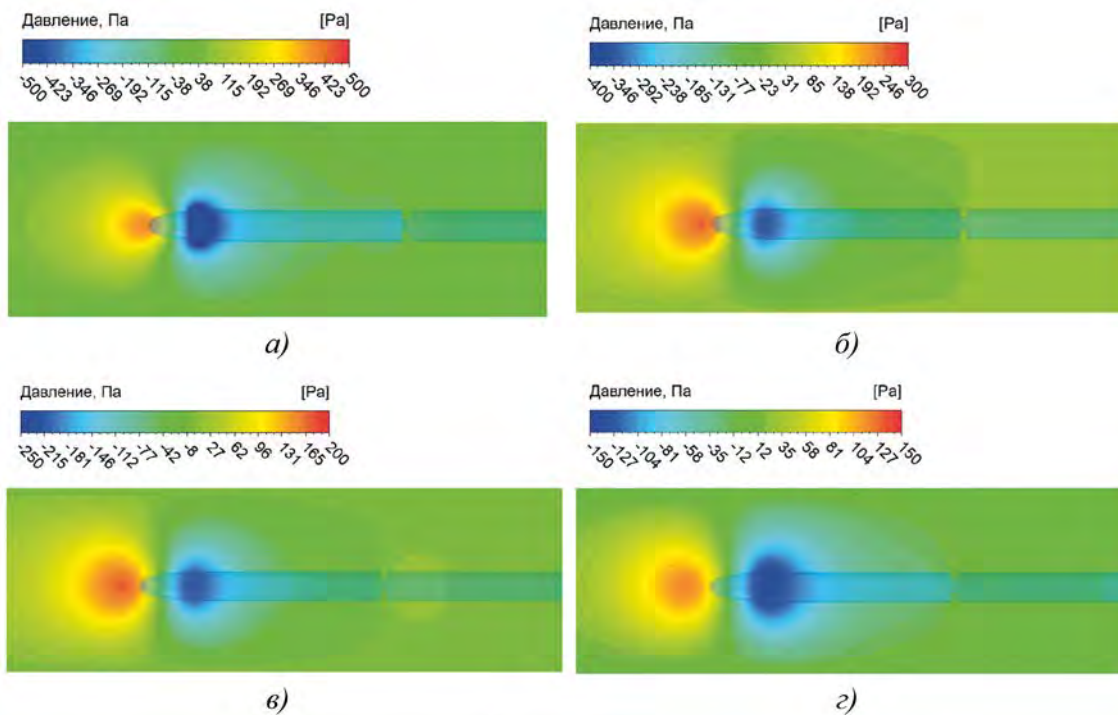 Давление, Па [Pa]
-500 -423 -346 -269 -192 -115 -38 38 115 192 269 346 423 500
а)
Давление, Па [Pa]
-400 -346 -292 -238 -185 -131 -77 -23 31 85 138 192 246 300
б)
Давление, Па [Pa]
-250 -215 -181 -146 -112 -77 -42 -8 27 62 96 131 165 200
в)
Давление, Па [Pa]
-150 -127 -104 -81 -58 -35 -12 12 35 58 81 104 127 150
г)